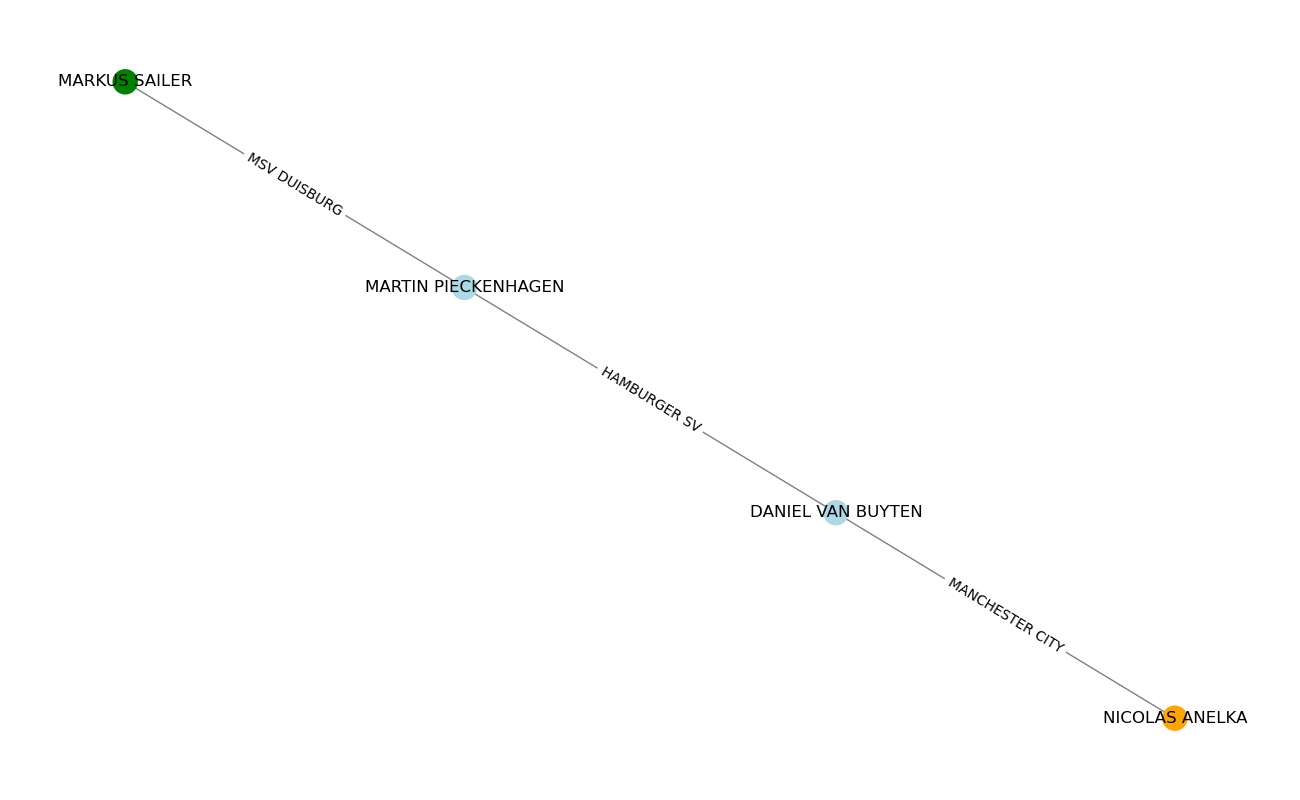 MARKUS SAILER
MSV DUISBURG
MARTIN PIECKENHAGEN
HAMBURGER SV
DANIEL VAN BUYTEN
MANCHESTER CITY
NICOLAS ANELKA